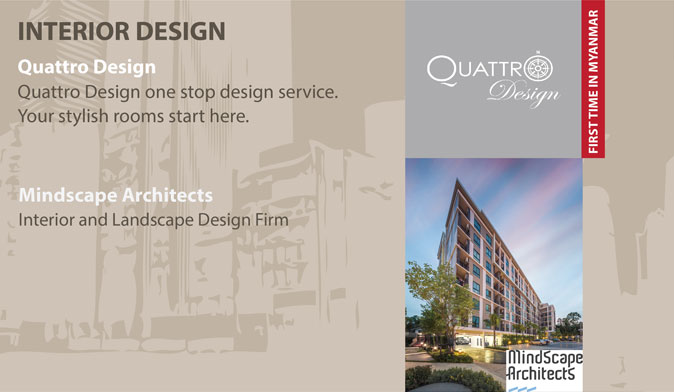 INTERIOR DESIGN
Quattro Design
Quattro Design one stop design service.
Your stylish rooms start here.
Mindscape Architects
Interior and Landscape Design Firm
QUATTRO
Design
FIRST TIME IN MYANMAR
MindScape
Architects